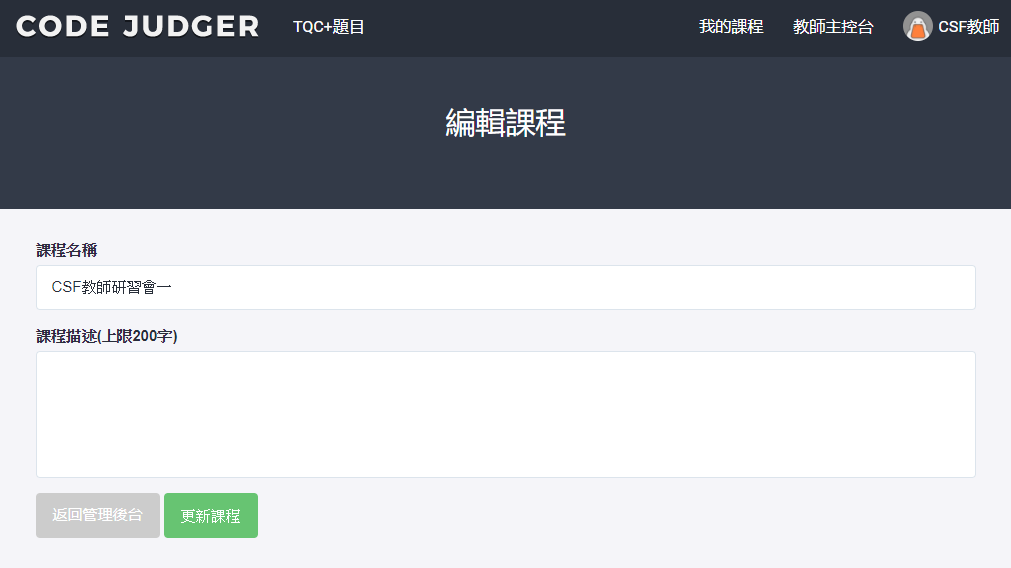 CODE JUDGER TQC+題目 我的課程 教師主控台 CSF教師
編輯課程
課程名稱
CSF教師研習會一
課程描述(上限200字)
返回管理後台 更新課程